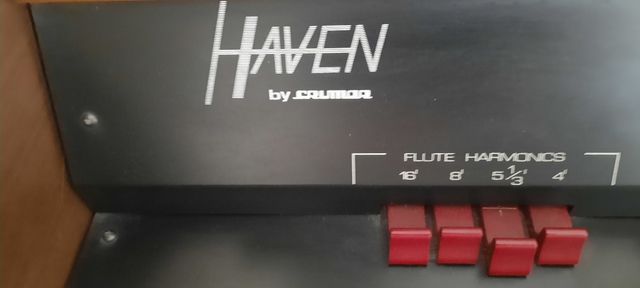 HAVEN
by CRUMAR
FLUTE HARMONICS
16' 8' 5 1/3' 4'